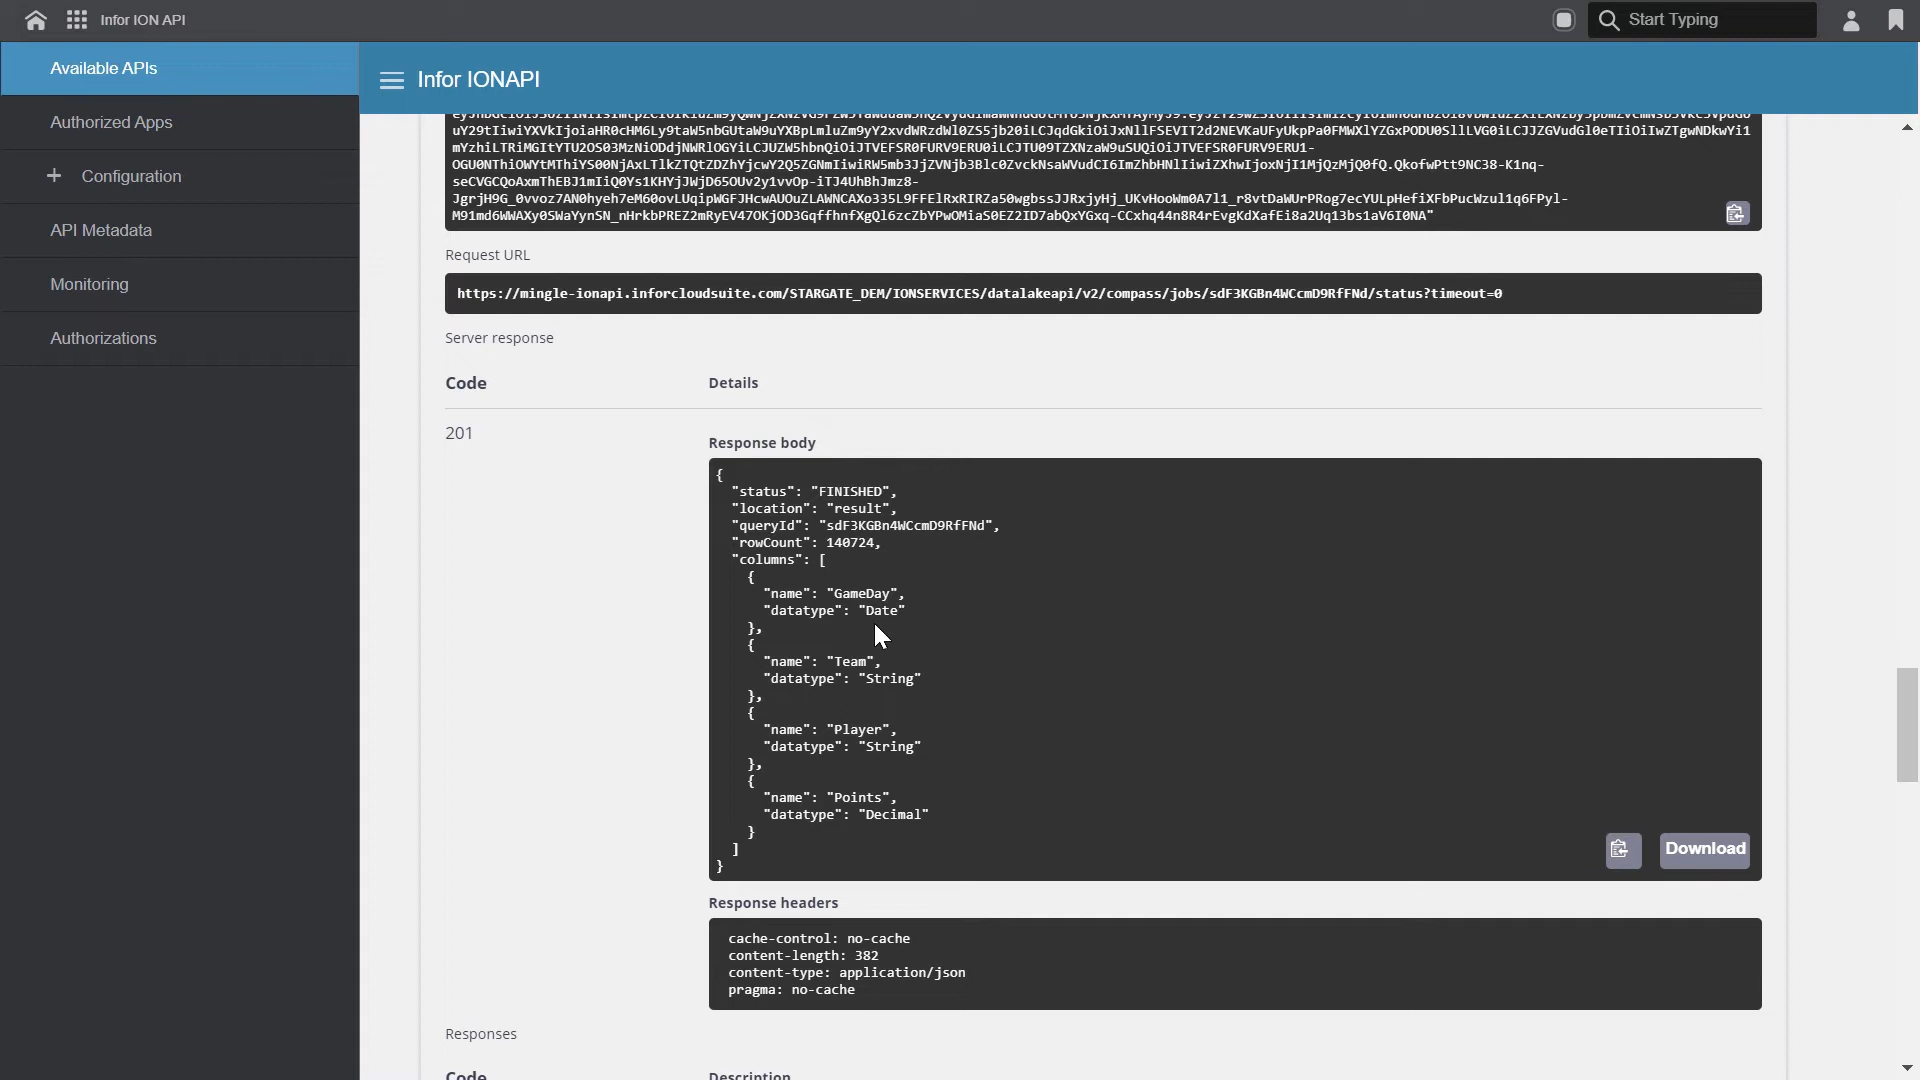 Infor ION API
Start Typing
Available APIs
Infor IONAPI
Authorized Apps
Configuration
API Metadata
Monitoring
Authorizations
Request URL
https://mingle-ionapi.inforcloudsuite.com/STARGATE_DEM/IONSERVICES/datalakeapi/v2/compass/jobs/sdF3KGBn4WCcmD9RfFNd/status?timeout=0
Server response
Code Details
201
Response body
{
"status": "FINISHED",
"location": "result",
"queryId": "sdF3KGBn4WCcmD9RfFNd",
"rowCount": 140724,
"columns": [
{
"name": "GameDay",
"datatype": "Date"
},
{
"name": "Team",
"datatype": "String"
},
{
"name": "Player",
"datatype": "String"
},
{
"name": "Points",
"datatype": "Decimal"
}
]
}
Download
Response headers
cache-control: no-cache
content-length: 382
content-type: application/json
pragma: no-cache
Responses
Code Description